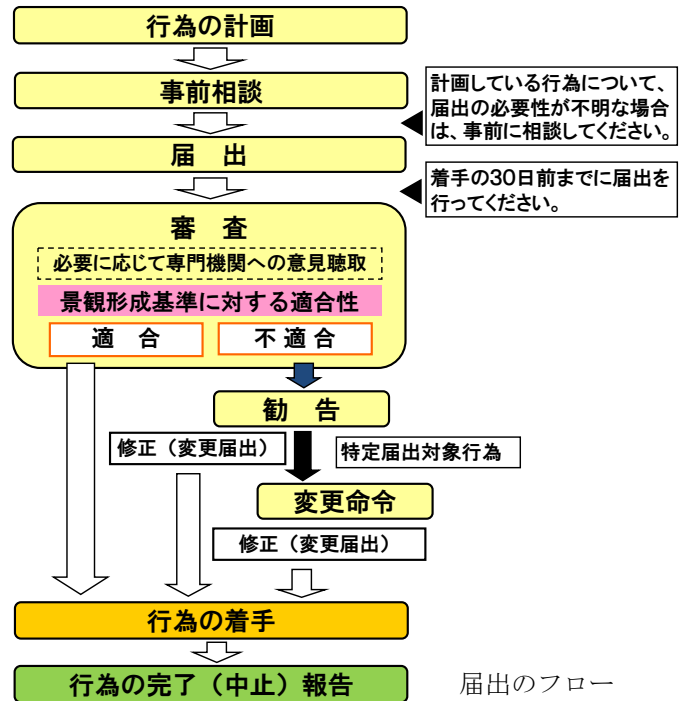 行為の計画
事前相談
計画している行為について、
届出の必要性が不明な場合
は、事前に相談してください。
届　出
着手の30日前までに届出を
行ってください。
審　査
必要に応じて専門機関への意見聴取
景観形成基準に対する適合性
適　合
不適合
勧　告
修正（変更届出）
特定届出対象行為
変更命令
修正（変更届出）
行為の着手
行為の完了（中止）報告
届出のフロー